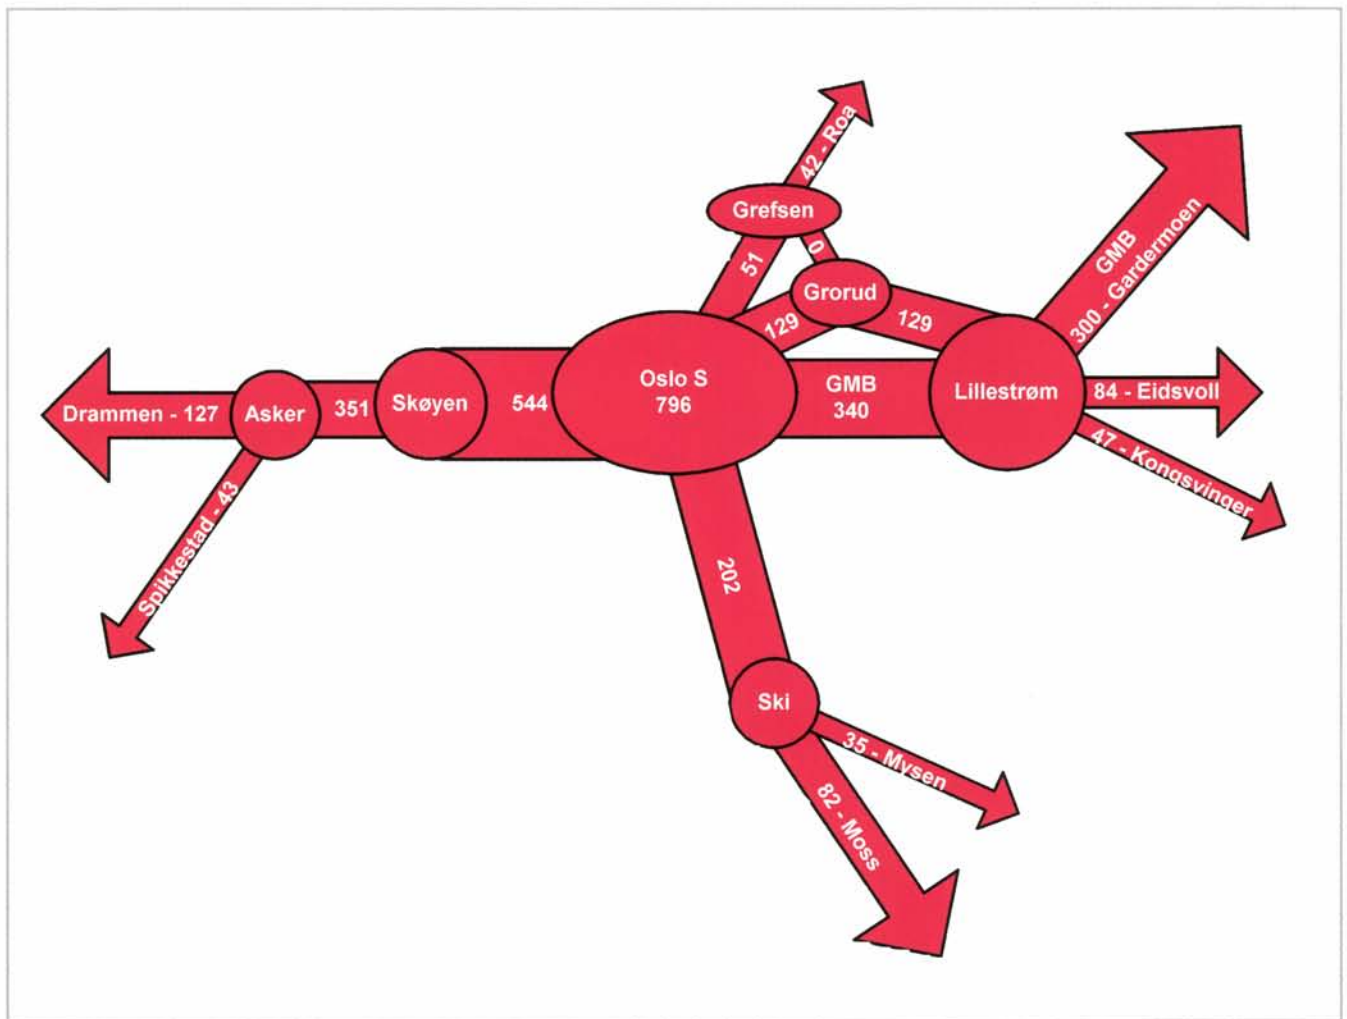 42 - Roa
Grefsen
51
0
Grorud
129
129
GMB
300 - Gardermoen
Drammen - 127
Asker
351
Skøyen
544
Oslo S
796
GMB
340
Lillestrøm
84 - Eidsvoll
47 - Kongsvinger
Spikkestad - 43
202
Ski
35 - Mysen
82 - Moss